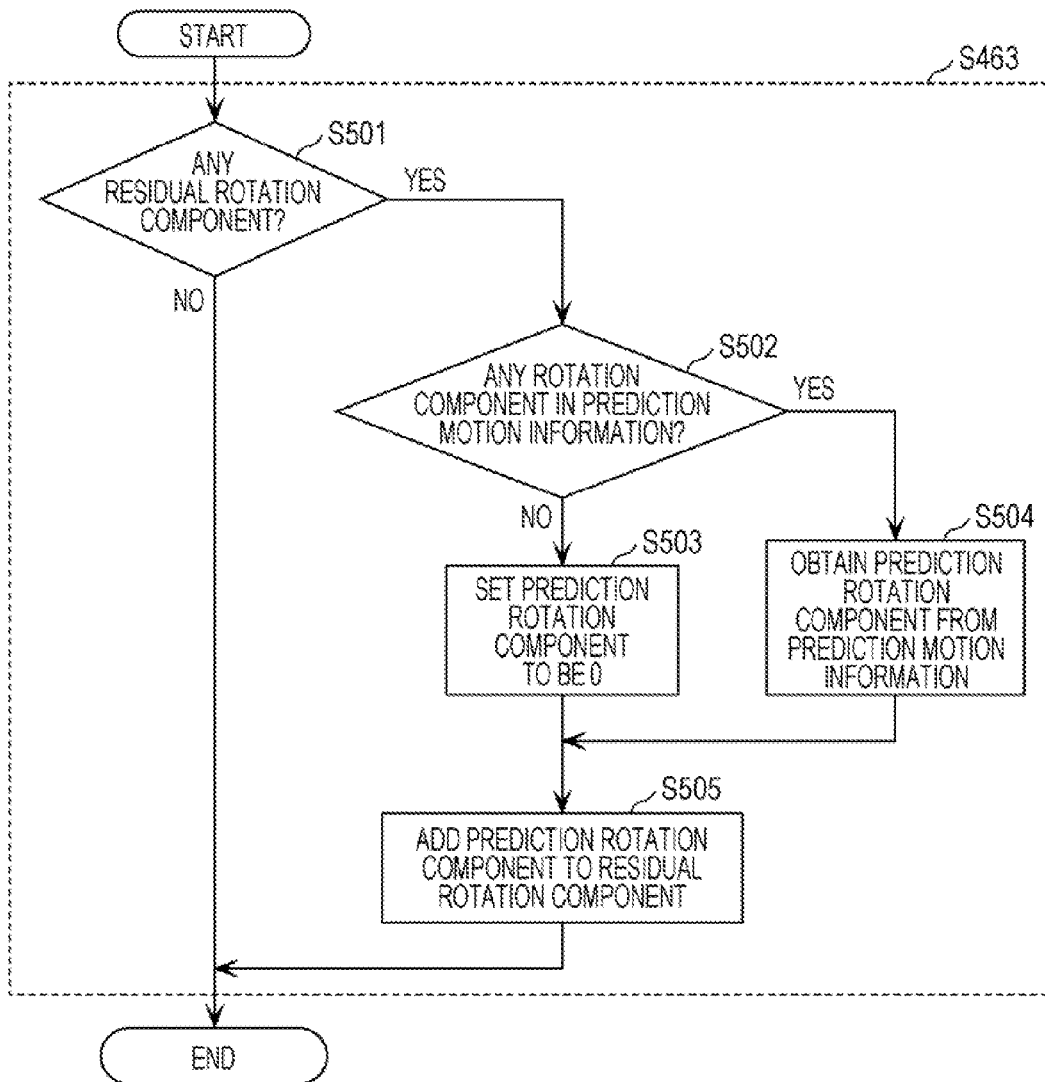 START
S463
S501
ANY
RESIDUAL ROTATION
COMPONENT?
YES
NO
S502
ANY ROTATION
COMPONENT IN PREDICTION
MOTION INFORMATION?
YES
NO
S503
SET PREDICTION
ROTATION
COMPONENT
TO BE 0
S504
OBTAIN PREDICTION
ROTATION
COMPONENT FROM
PREDICTION MOTION
INFORMATION
S505
ADD PREDICTION ROTATION
COMPONENT TO RESIDUAL
ROTATION COMPONENT
END